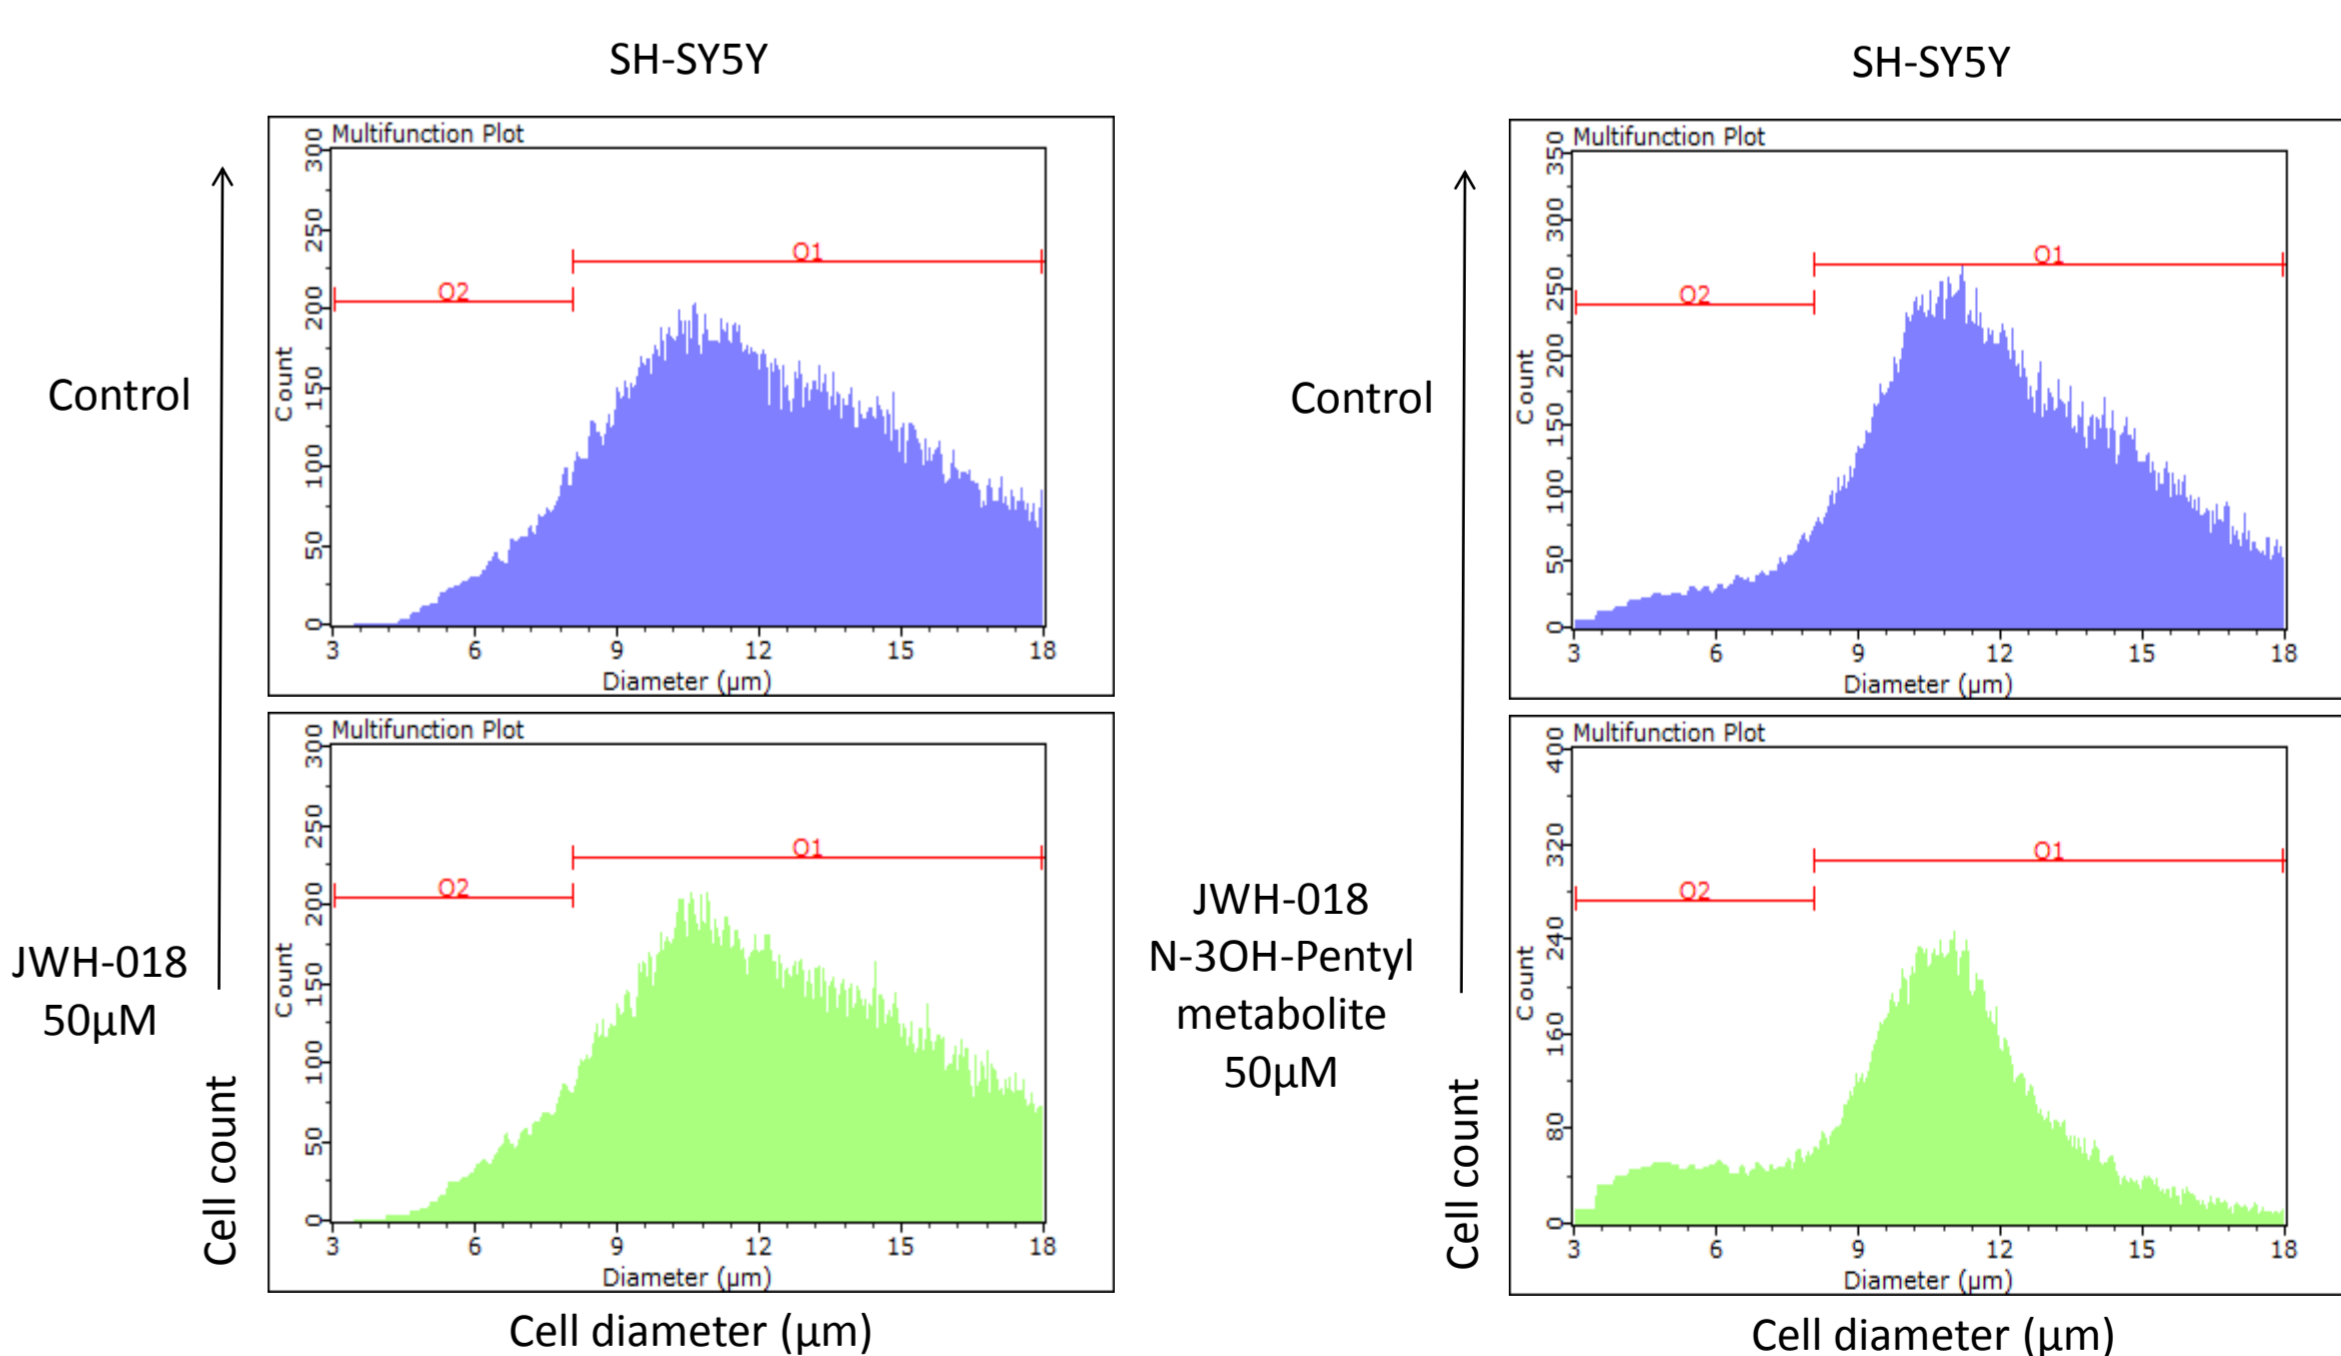 SH-SY5Y
Control
Multifunction Plot
300
250
200
150
100
50
0
Count
O2
O1
3 6 9 12 15 18
Diameter (µm)
JWH-018
50µM
Cell count
Multifunction Plot
300
250
200
150
100
50
0
Count
O2
O1
3 6 9 12 15 18
Diameter (µm)
Cell diameter (µm)
SH-SY5Y
Control
Multifunction Plot
350
300
250
200
150
100
50
0
Count
O2
O1
3 6 9 12 15 18
Diameter (µm)
JWH-018
N-3OH-Pentyl
metabolite
50µM
Cell count
Multifunction Plot
400
320
240
160
80
0
Count
O2
O1
3 6 9 12 15 18
Diameter (µm)
Cell diameter (µm)